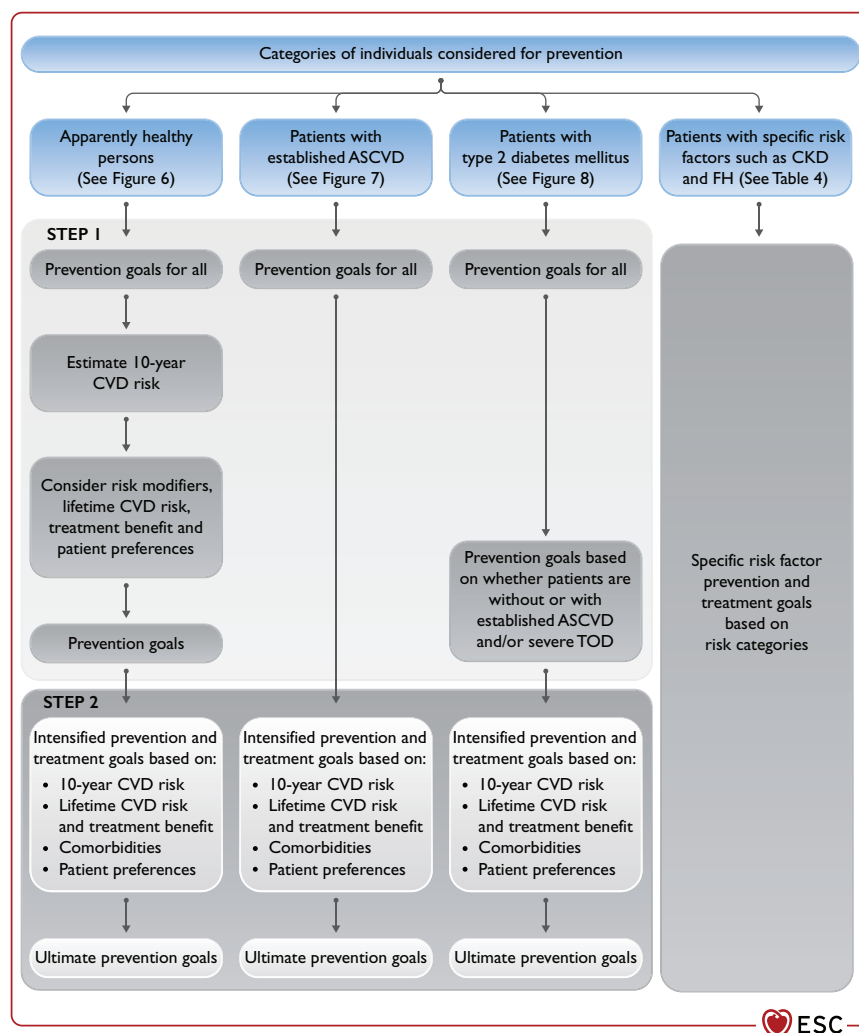 Categories of individuals considered for prevention
Apparently healthy
persons
(See Figure 6)
Patients with
established ASCVD
(See Figure 7)
Patients with
type 2 diabetes mellitus
(See Figure 8)
Patients with specific risk
factors such as CKD
and FH (See Table 4)
STEP 1
Prevention goals for all
Estimate 10-year
CVD risk
Consider risk modifiers,
lifetime CVD risk,
treatment benefit and
patient preferences
Prevention goals
Prevention goals for all
Prevention goals for all
Prevention goals based
on whether patients are
without or with
established ASCVD
and/or severe TOD
Specific risk factor
prevention and
treatment goals
based on
risk categories
STEP 2
Intensified prevention and
treatment goals based on:
• 10-year CVD risk
• Lifetime CVD risk
and treatment benefit
• Comorbidities
• Patient preferences
Ultimate prevention goals
Intensified prevention and
treatment goals based on:
• 10-year CVD risk
• Lifetime CVD risk
and treatment benefit
• Comorbidities
• Patient preferences
Ultimate prevention goals
Intensified prevention and
treatment goals based on:
• 10-year CVD risk
• Lifetime CVD risk
and treatment benefit
• Comorbidities
• Patient preferences
Ultimate prevention goals
ESC